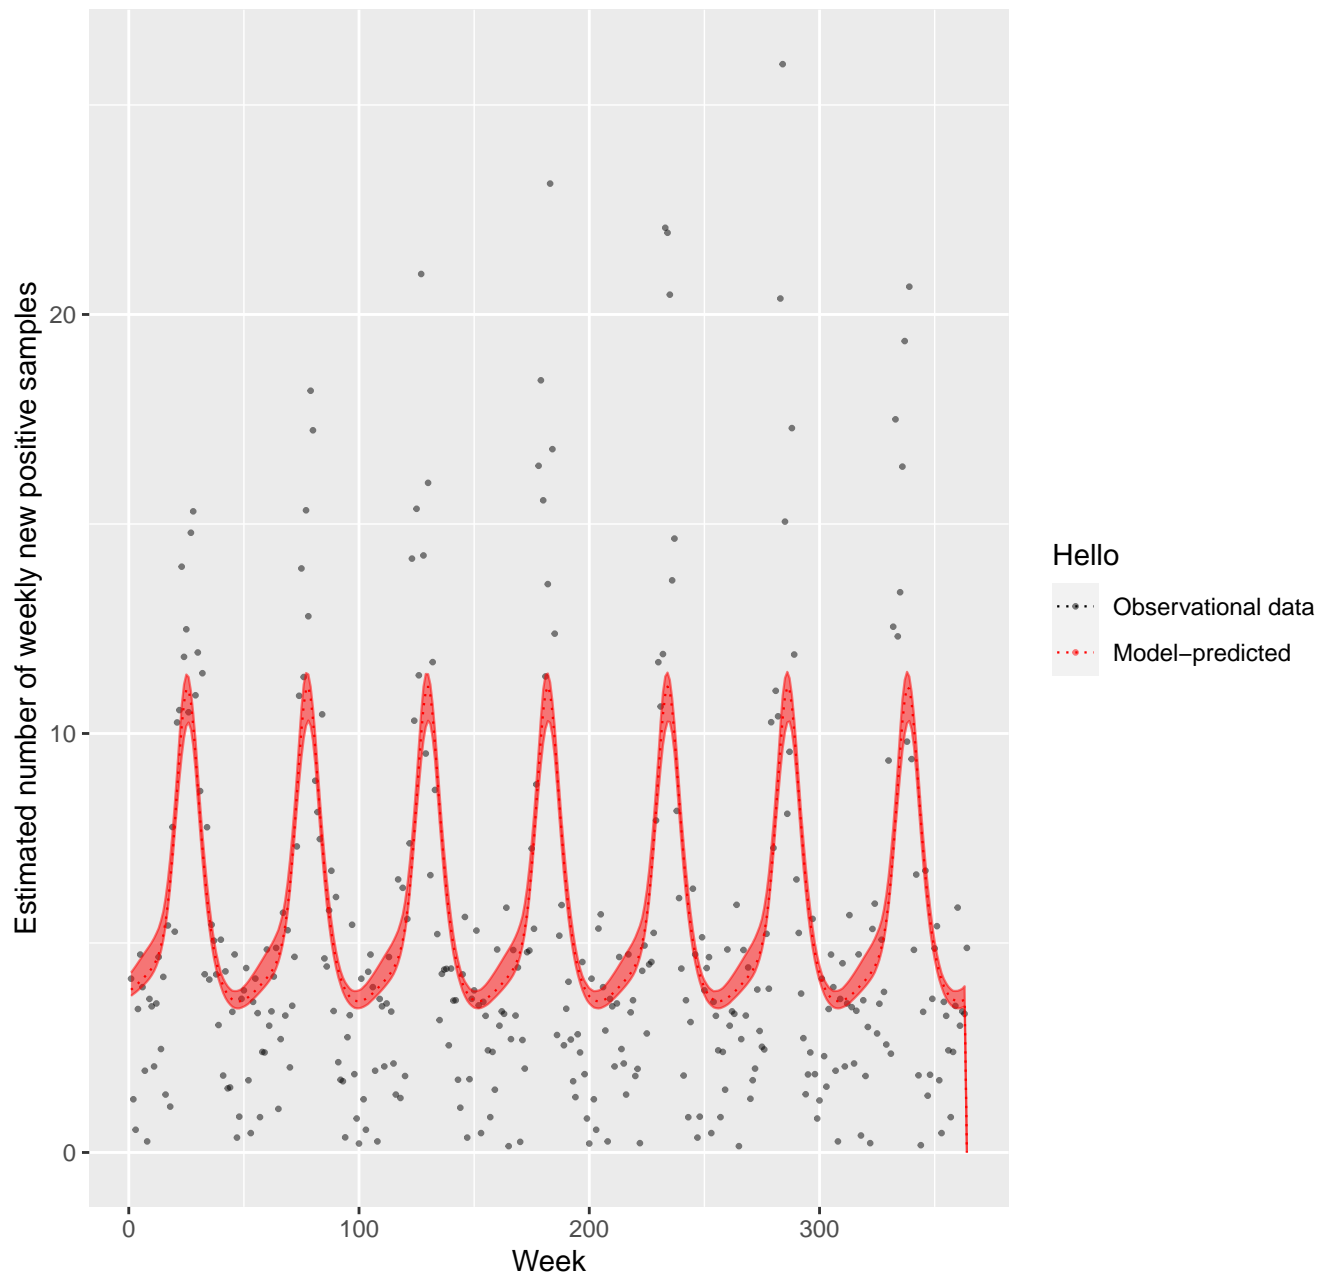 Estimated number of weekly new positive samples
20
10
0
0 100 200 300
Week
Hello
Observational data
Model−predicted